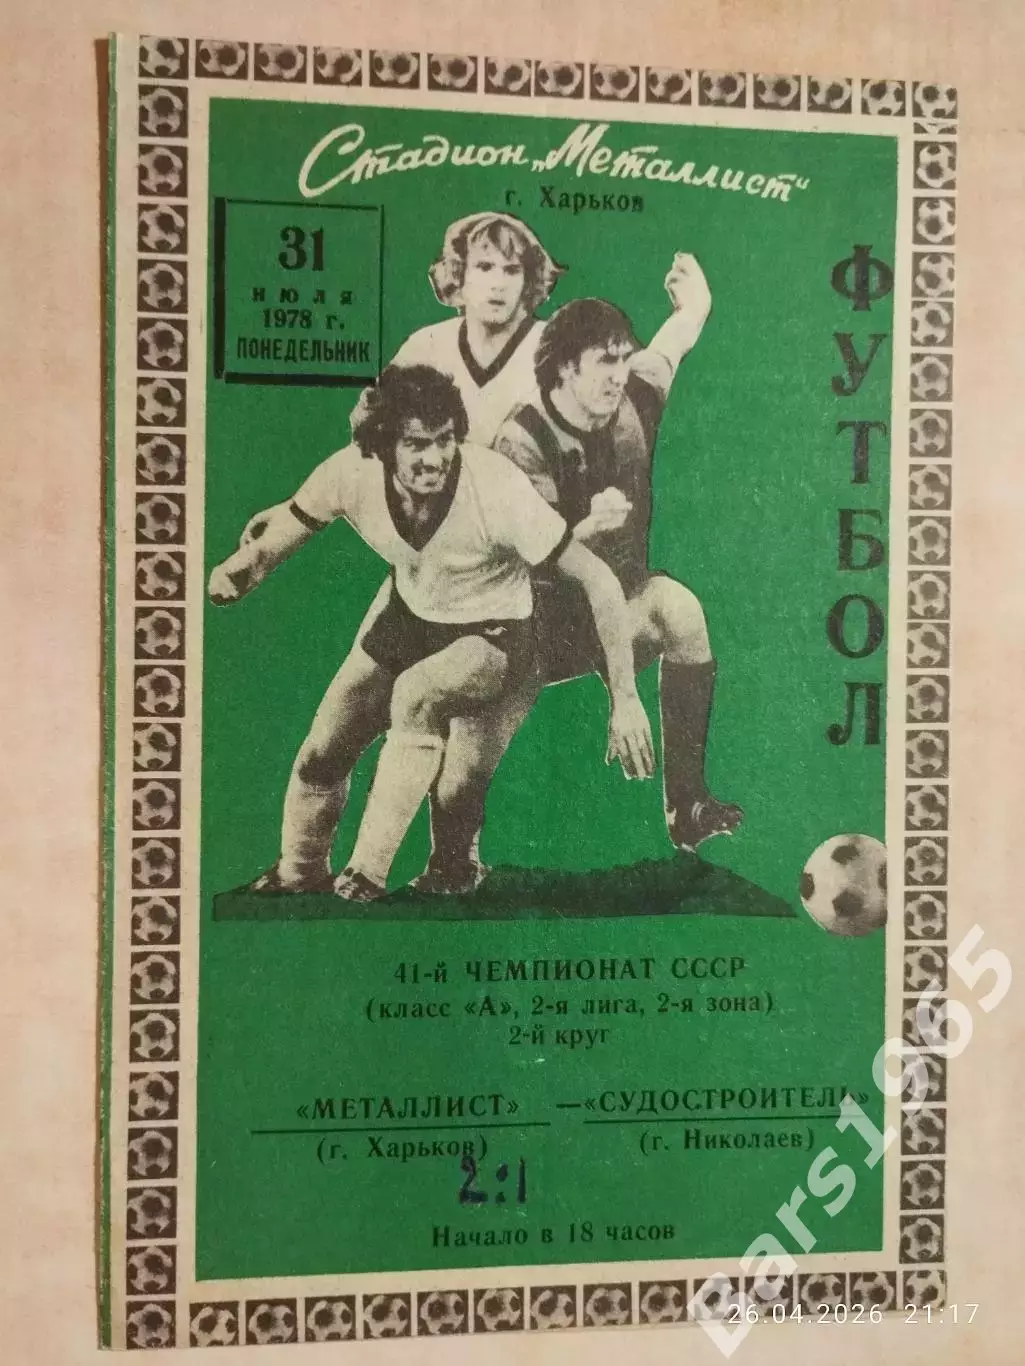 Стадион „Металлист"
г. Харьков
31
июля
1978 г.
ПОНЕДЕЛЬНИК
ФУТБОЛ
41-й ЧЕМПИОНАТ СССР
(класс «А», 2-я лига, 2-я зона)
2-й круг
«МЕТАЛЛИСТ» —«СУДОСТРОИТЕЛЬ»
(г. Харьков) (г. Николаев)
2:1
Начало в 18 часов
Bars1965
26.04.2026 21:17